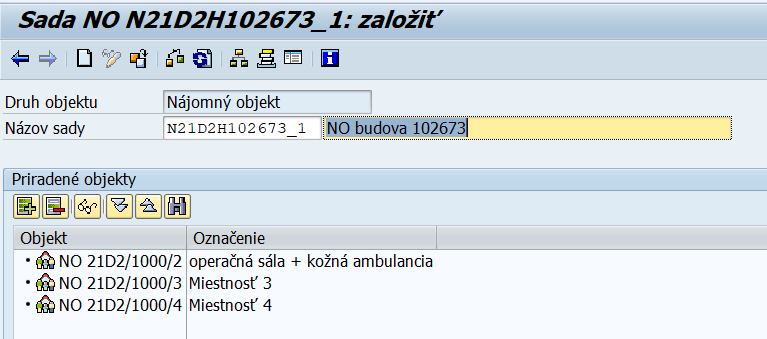 Sada NO N21D2H102673_1: založiť
Druh objektu Nájomný objekt
Názov sady N21D2H102673_1 NO budova 102673
Priradené objekty
Objekt Označenie
NO 21D2/1000/2 operačná sála + kožná ambulancia
NO 21D2/1000/3 Miestnosť 3
NO 21D2/1000/4 Miestnosť 4